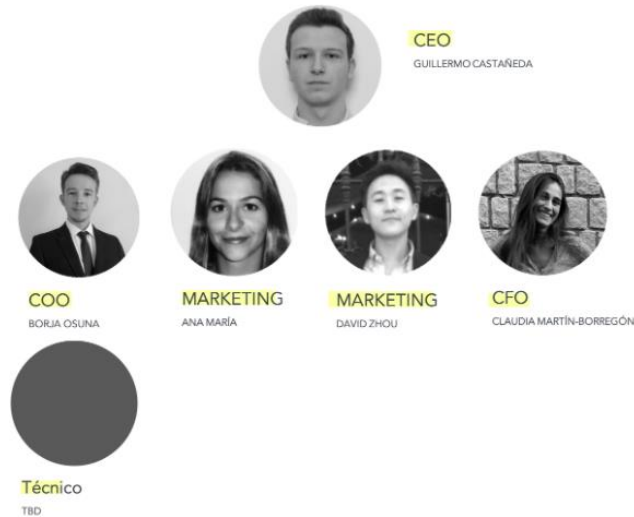 CEO
GUILLERMO CASTAÑEDA
COO
BORJA OSUNA
MARKETING
ANA MARÍA
MARKETING
DAVID ZHOU
CFO
CLAUDIA MARTÍN-BORREGÓN
Técnico
TBD